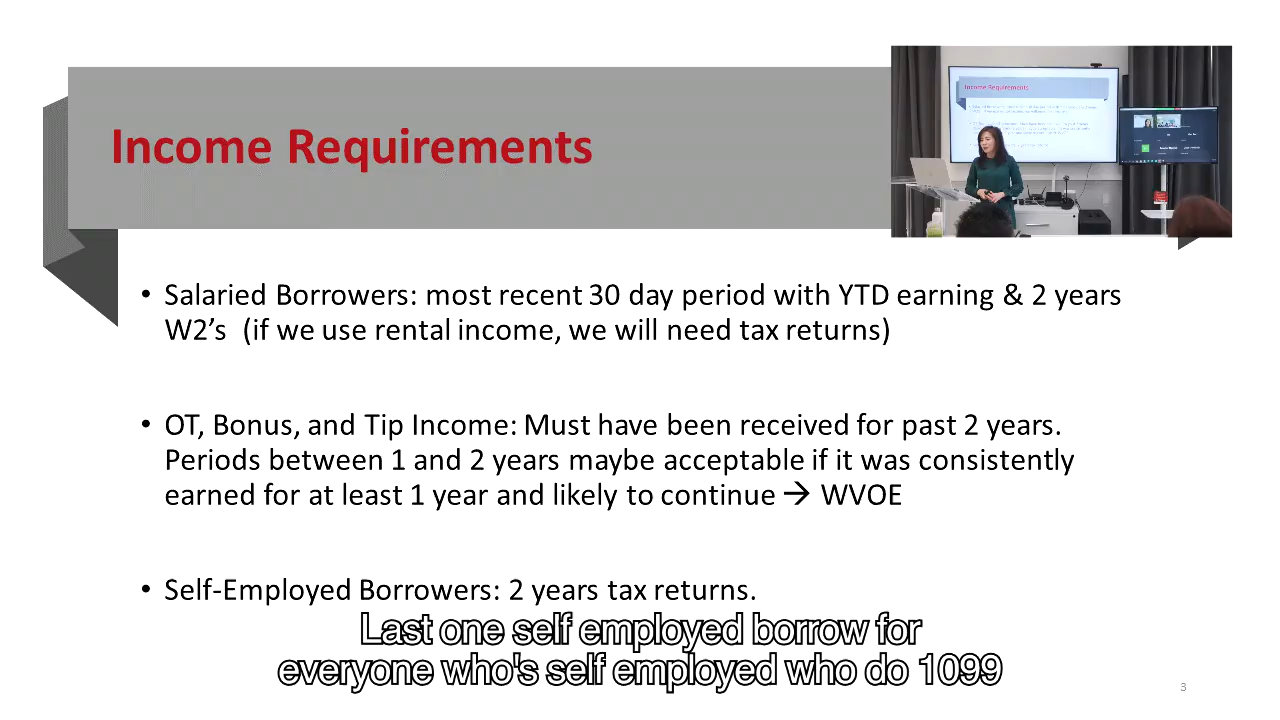 Income Requirements
Income Requirements
• Salaried Borrowers: most recent 30 day period with YTD earning & 2 years
W2’s  (if we use rental income, we will need tax returns)
• OT, Bonus, and Tip Income: Must have been received for past 2 years.
Periods between 1 and 2 years maybe acceptable if it was consistently
earned for at least 1 year and likely to continue → WVOE
• Self-Employed Borrowers: 2 years tax returns.
Last one self employed borrow for
everyone who's self employed who do 1099
3